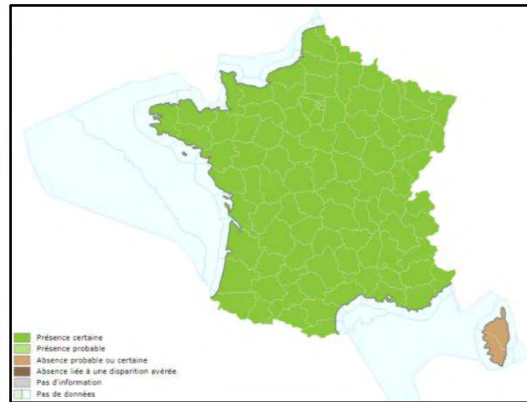 Présence certaine
Présence probable
Absence probable ou certaine
Absence liée à une disparition avérée
Pas d'information
Pas de données